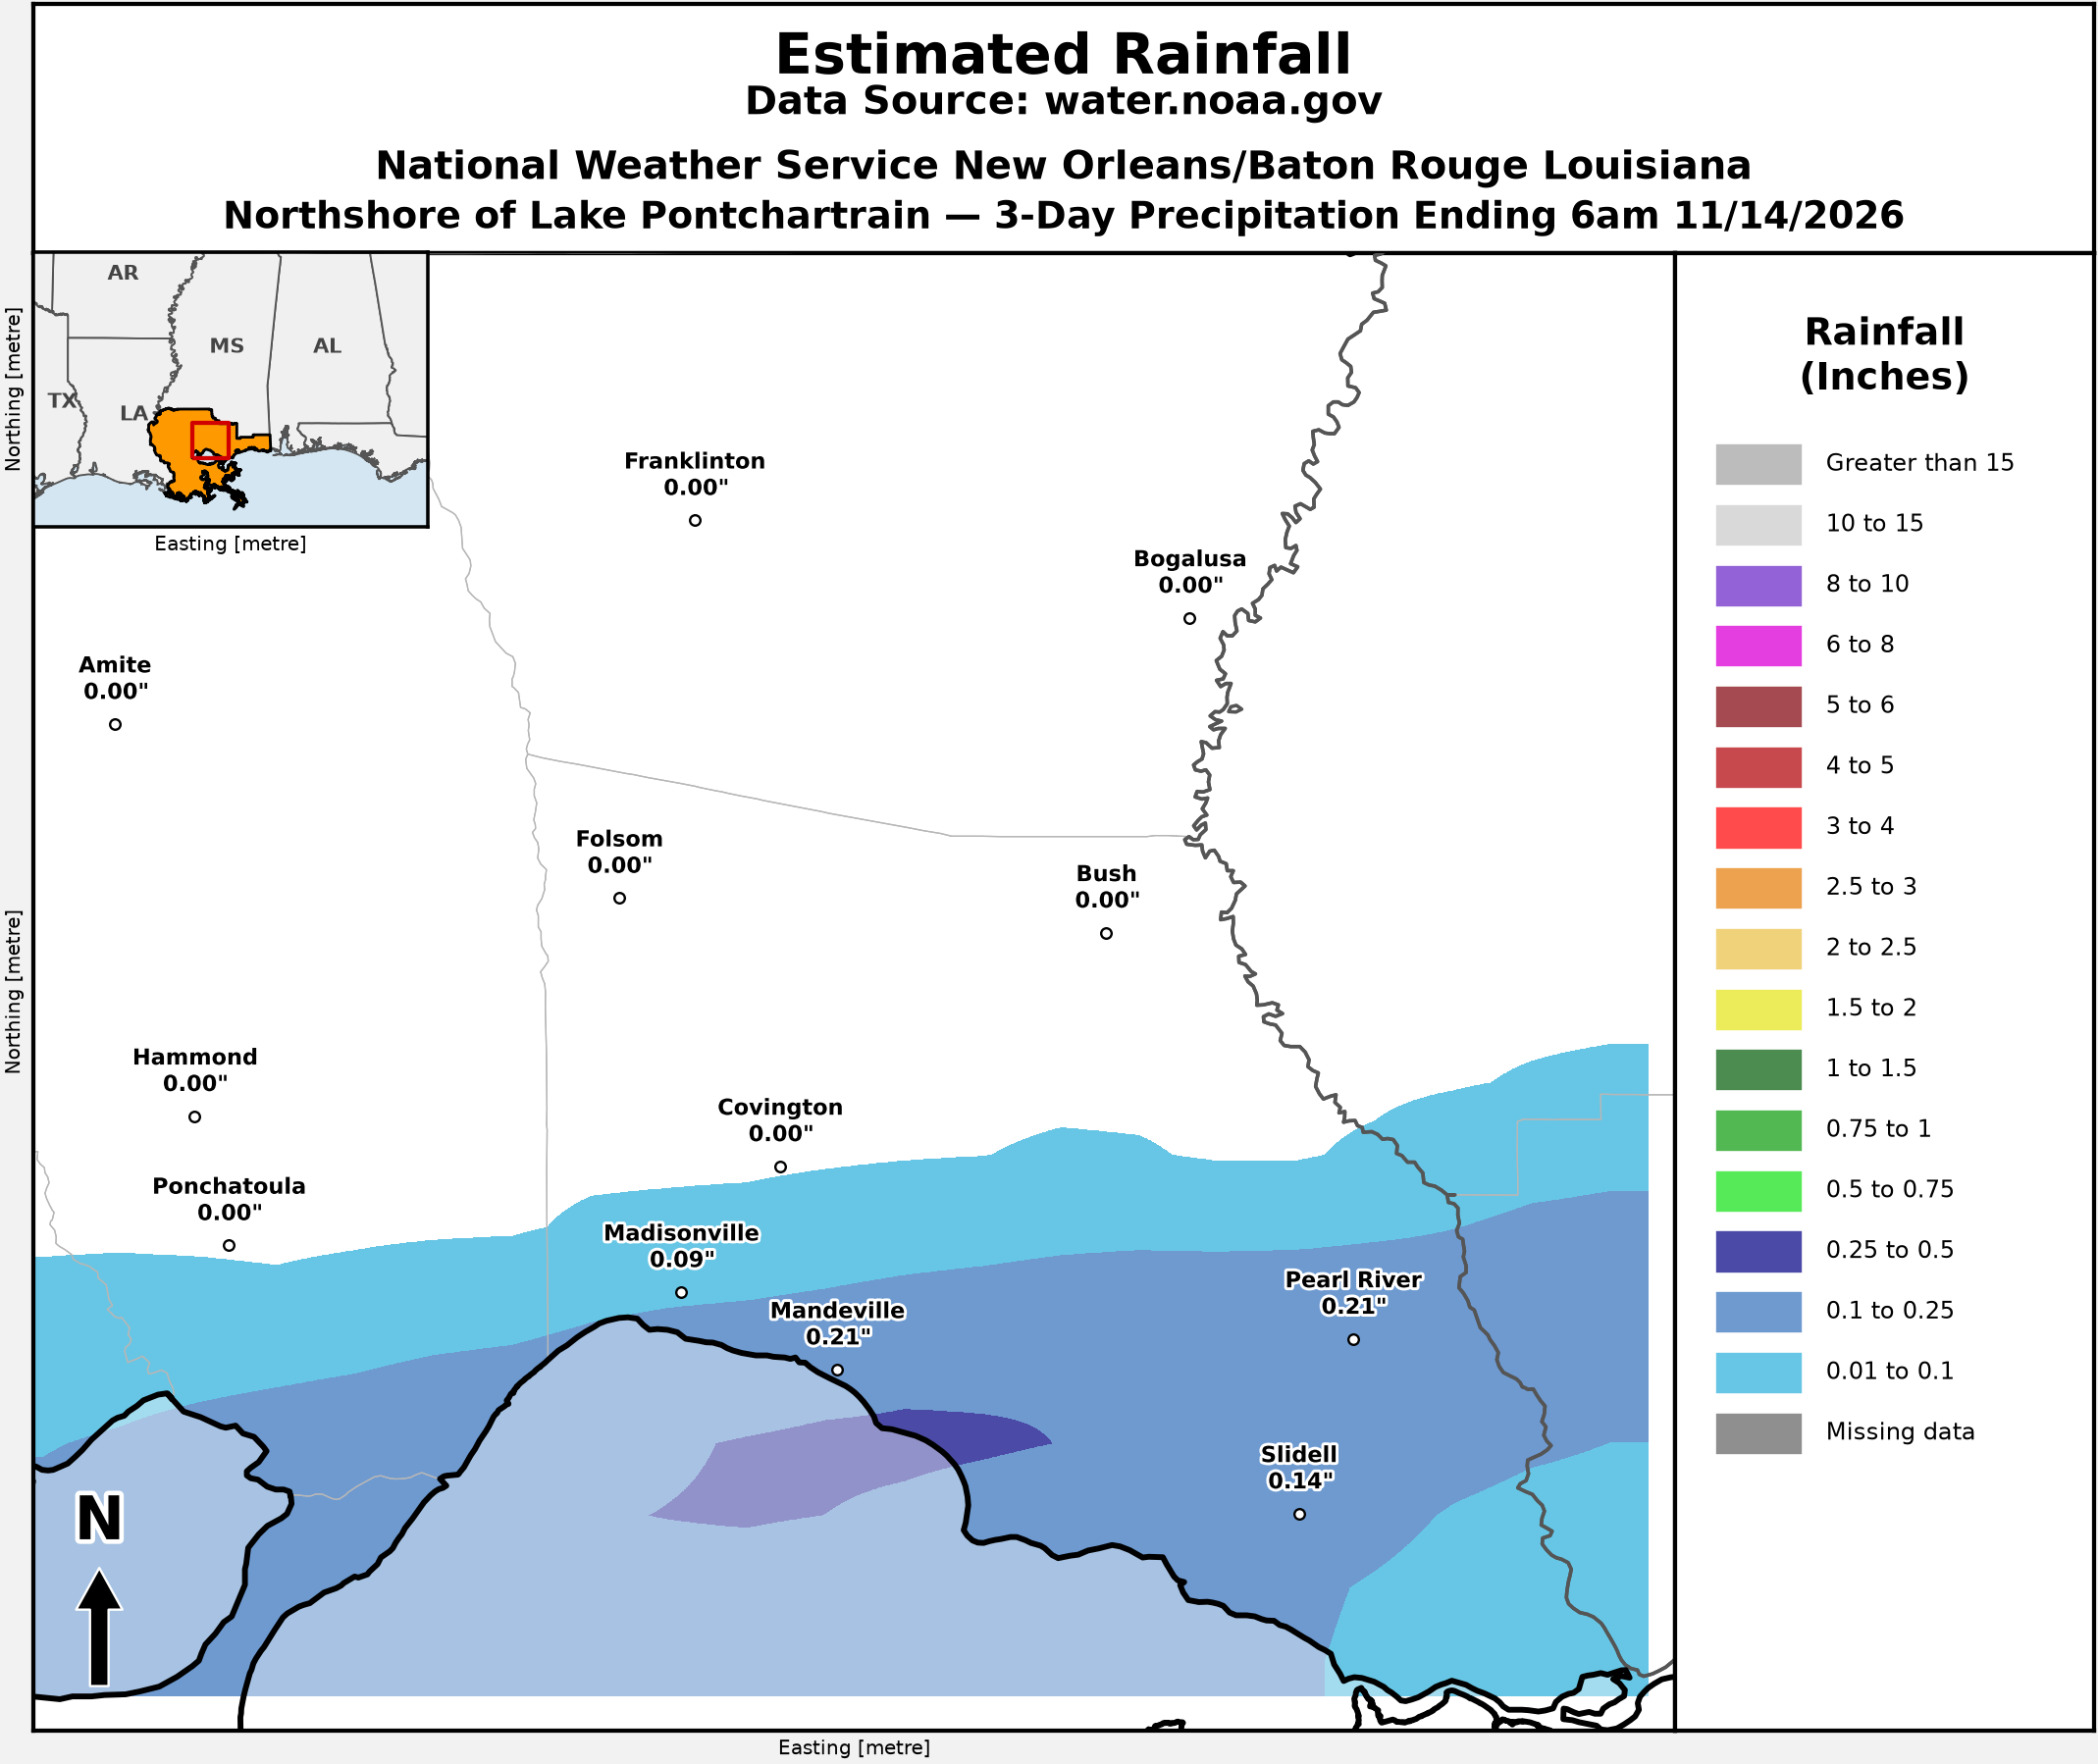 Estimated Rainfall
Data Source: water.noaa.gov
National Weather Service New Orleans/Baton Rouge Louisiana
Northshore of Lake Pontchartrain — 3-Day Precipitation Ending 6am 11/14/2026
AR
MS
AL
TX
LA
Northing [metre]
Easting [metre]
Franklinton
0.00"
Bogalusa
0.00"
Amite
0.00"
Folsom
0.00"
Bush
0.00"
Northing [metre]
Hammond
0.00"
Covington
0.00"
Ponchatoula
0.00"
Madisonville
0.09"
Mandeville
0.21"
Pearl River
0.21"
Slidell
0.14"
N
Easting [metre]
Rainfall
(Inches)
Greater than 15
10 to 15
8 to 10
6 to 8
5 to 6
4 to 5
3 to 4
2.5 to 3
2 to 2.5
1.5 to 2
1 to 1.5
0.75 to 1
0.5 to 0.75
0.25 to 0.5
0.1 to 0.25
0.01 to 0.1
Missing data